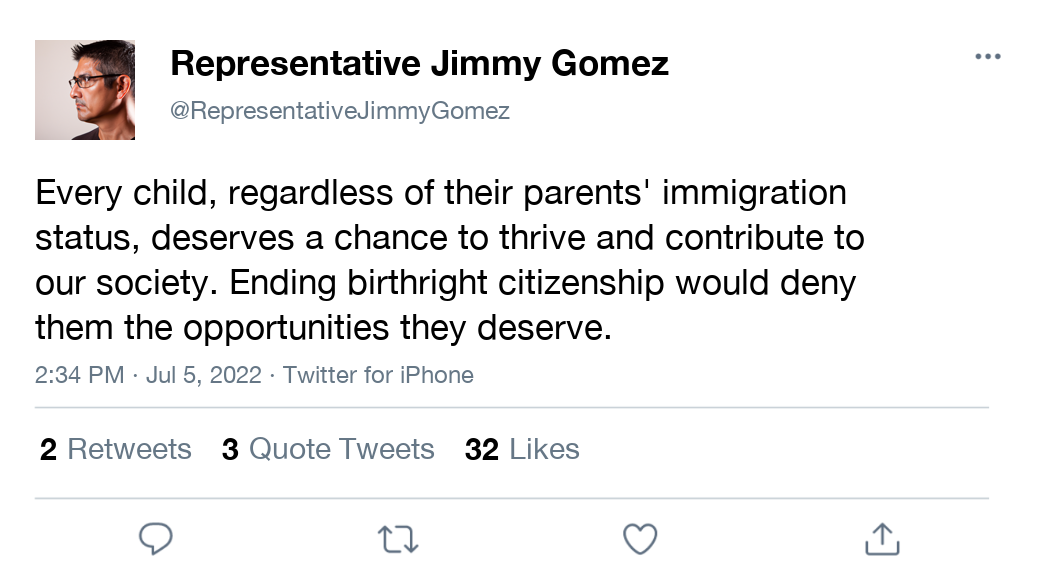 Representative Jimmy Gomez
@RepresentativeJimmyGomez
Every child, regardless of their parents' immigration
status, deserves a chance to thrive and contribute to
our society. Ending birthright citizenship would deny
them the opportunities they deserve.
2:34 PM · Jul 5, 2022 · Twitter for iPhone
2 Retweets 3 Quote Tweets 32 Likes